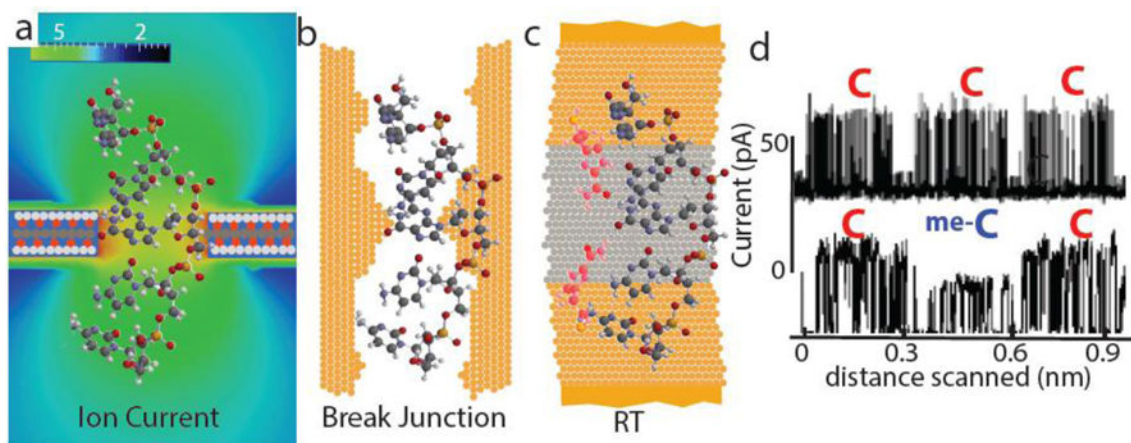 a
5 2
Ion Current
b
Break Junction
c
RT
d
C C C
C me-C C
50
0
Current (pA)
0 0.3 0.6 0.9
distance scanned (nm)